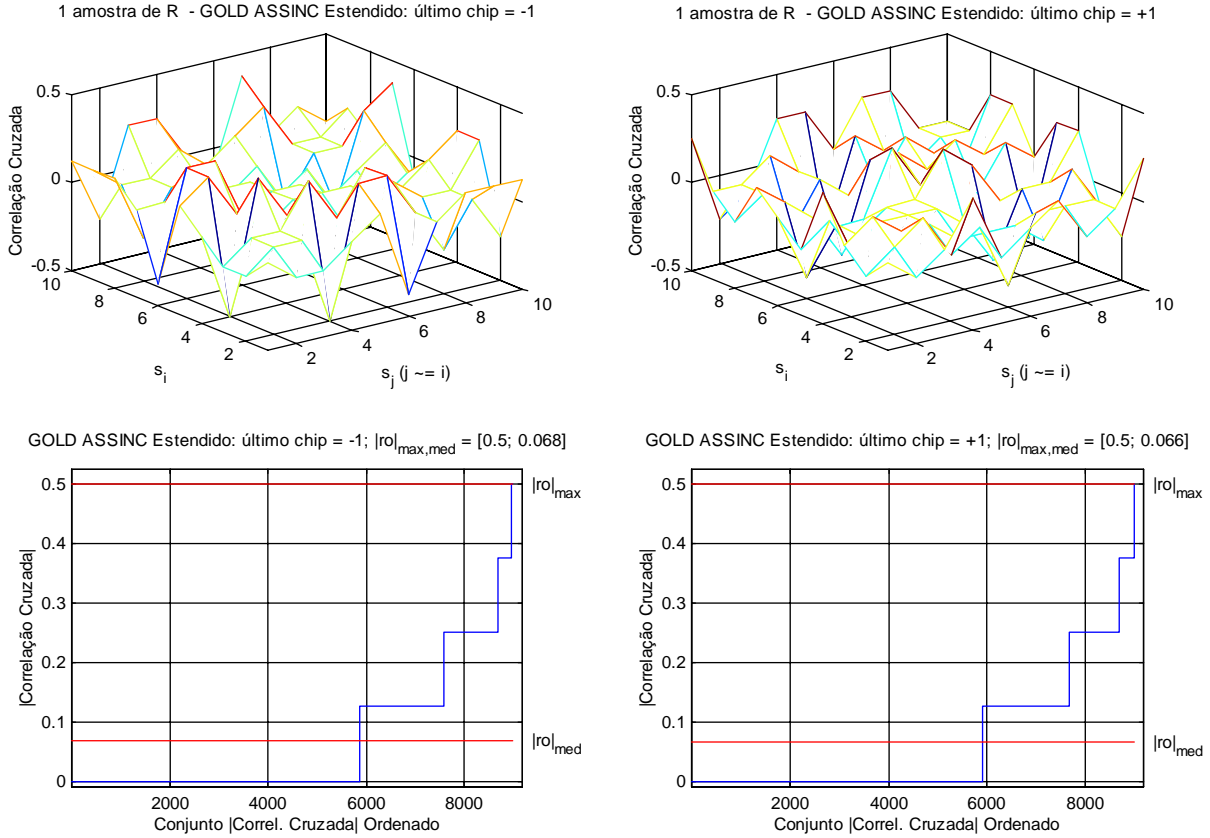 1 amostra de R - GOLD ASSINC Estendido: último chip = -1
1 amostra de R - GOLD ASSINC Estendido: último chip = +1
Correlação Cruzada
0.5
0
-0.5
10
8
6
4
2
s_i
2
4
6
8
10
s_j (j ~= i)
Correlação Cruzada
0.5
0
-0.5
10
8
6
4
2
s_i
2
4
6
8
10
s_j (j ~= i)
GOLD ASSINC Estendido: último chip = -1; |ro|_max,med = [0.5; 0.068]
GOLD ASSINC Estendido: último chip = +1; |ro|_max,med = [0.5; 0.066]
|Correlação Cruzada|
0.5
0.4
0.3
0.2
0.1
0
|ro|_max
|ro|_med
2000
4000
6000
8000
Conjunto |Correl. Cruzada| Ordenado
|Correlação Cruzada|
0.5
0.4
0.3
0.2
0.1
0
|ro|_max
|ro|_med
2000
4000
6000
8000
Conjunto |Correl. Cruzada| Ordenado